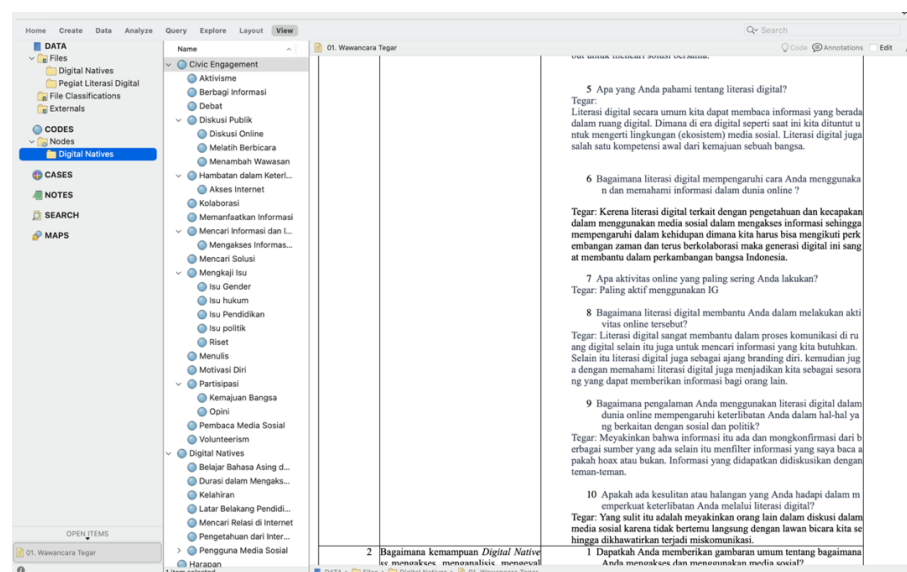 Home Create Data Analyze Query Explore Layout View
Search
DATA
Files
Digital Natives
Pegiat Literasi Digital
File Classifications
Externals
CODES
Nodes
Digital Natives
CASES
NOTES
SEARCH
MAPS
OPEN ITEMS
01. Wawancara Tegar
Name
Civic Engagement
Aktivisme
Berbagi Informasi
Debat
Diskusi Publik
Diskusi Online
Melatih Berbicara
Menambah Wawasan
Hambatan dalam Keterl...
Akses Internet
Kolaborasi
Memanfaatkan Informasi
Mencari Informasi dan I...
Mengakses Informas...
Mencari Solusi
Mengkaji Isu
Isu Gender
Isu hukum
Isu Pendidikan
Isu politik
Riset
Menulis
Motivasi Diri
Partisipasi
Kemajuan Bangsa
Opini
Pembaca Media Sosial
Volunteerism
Digital Natives
Belajar Bahasa Asing d...
Durasi dalam Mengaks...
Kelahiran
Latar Belakang Pendidi...
Mencari Relasi di Internet
Pengetahuan dari Inter...
Pengguna Media Sosial
Harapan
01. Wawancara Tegar
Code Annotations Edit
5 Apa yang Anda pahami tentang literasi digital?
Tegar:
Literasi digital secara umum kita dapat membaca informasi yang berada
dalam ruang digital. Dimana di era digital seperti saat ini kita dituntut u
ntuk mengerti lingkungan (ekosistem) media sosial. Literasi digital juga
salah satu kompetensi awal dari kemajuan sebuah bangsa.
6 Bagaimana literasi digital mempengaruhi cara Anda menggunaka
n dan memahami informasi dalam dunia online ?
Tegar: Kerena literasi digital terkait dengan pengetahuan dan kecapakan
dalam menggunakan media sosial dalam mengakses informasi sehingga
mempengaruhi dalam kehidupan dimana kita harus bisa mengikuti perk
embangan zaman dan terus berkolaborasi maka generasi digital ini sang
at membantu dalam perkambangan bangsa Indonesia.
7 Apa aktivitas online yang paling sering Anda lakukan?
Tegar: Paling aktif menggunakan IG
8 Bagaimana literasi digital membantu Anda dalam melakukan akti
vitas online tersebut?
Tegar: Literasi digital sangat membantu dalam proses komunikasi di ru
ang digital selain itu juga untuk mencari informasi yang kita butuhkan.
Selain itu literasi digital juga sebagai ajang branding diri. kemudian jug
a dengan memahami literasi digital juga menjadikan kita sebagai sesora
ng yang dapat memberikan informasi bagi orang lain.
9 Bagaimana pengalaman Anda menggunakan literasi digital dalam
dunia online mempengaruhi keterlibatan Anda dalam hal-hal ya
ng berkaitan dengan sosial dan politik?
Tegar: Meyakinkan bahwa informasi itu ada dan mongkonfirmasi dari b
erbagai sumber yang ada selain itu menfilter informasi yang saya baca a
pakah hoax atau bukan. Informasi yang didapatkan didiskusikan dengan
teman-teman.
10 Apakah ada kesulitan atau halangan yang Anda hadapi dalam m
emperkuat keterlibatan Anda melalui literasi digital?
Tegar: Yang sulit itu adalah meyakinkan orang lain dalam diskusi dalam
media sosial karena tidak bertemu langsung dengan lawan bicara kita se
hingga dikhawatirkan terjadi miskomunikasi.
2 Bagaimana kemampuan Digital Native
1 Dapatkah Anda memberikan gambaran umum tentang bagaimana
ss mengakses, menganalisis, mengeval
Anda mengakses dan menggunakan media sosial?